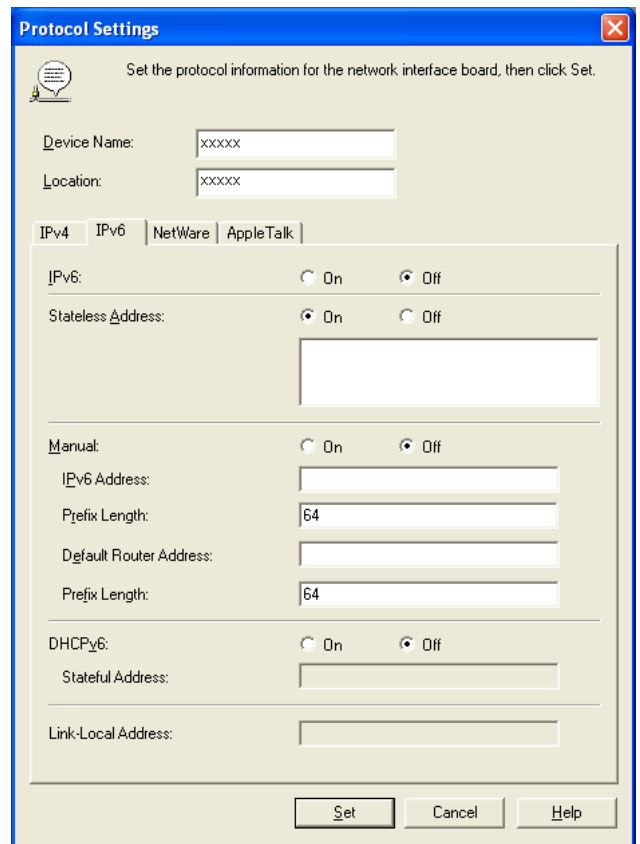 Protocol Settings
Set the protocol information for the network interface board, then click Set.
Device Name: xxxxx
Location: xxxxx
IPv4 IPv6 NetWare AppleTalk
IPv6: On Off
Stateless Address: On Off
Manual: On Off
IPv6 Address:
Prefix Length: 64
Default Router Address:
Prefix Length: 64
DHCPv6: On Off
Stateful Address:
Link-Local Address:
Set Cancel Help